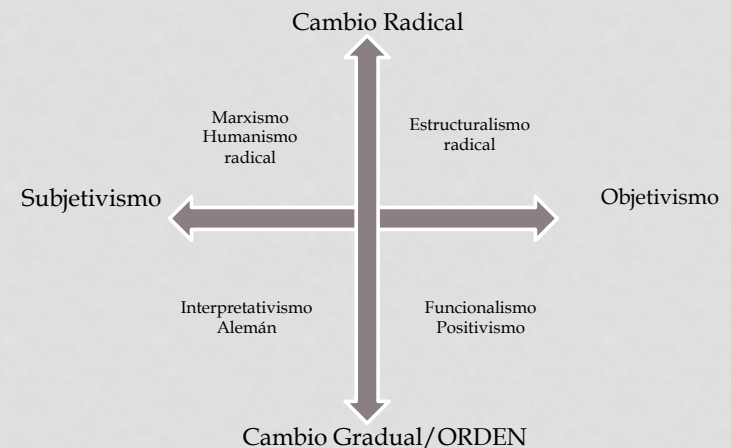 Cambio Radical
Marxismo
Humanismo
radical
Estructuralismo
radical
Subjetivismo
Objetivismo
Interpretativismo
Alemán
Funcionalismo
Positivismo
Cambio Gradual/ORDEN